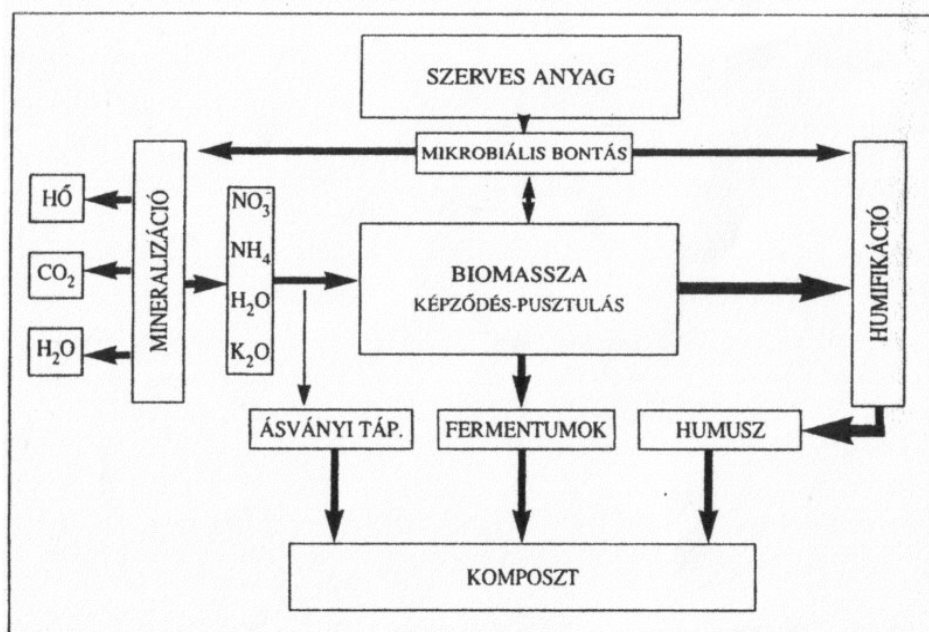 SZERVES ANYAG
MIKROBIÁLIS BONTÁS
HŐ
CO₂
H₂O
MINERALIZÁCIÓ
NO₃⁻
NH₄
H₂O
K₂O
BIOMASSZA
KÉPZŐDÉS-PUSZTULÁS
HUMIFIKÁCIÓ
ÁSVÁNYI TÁP.
FERMENTUMOK
HUMUSZ
KOMPOSZT